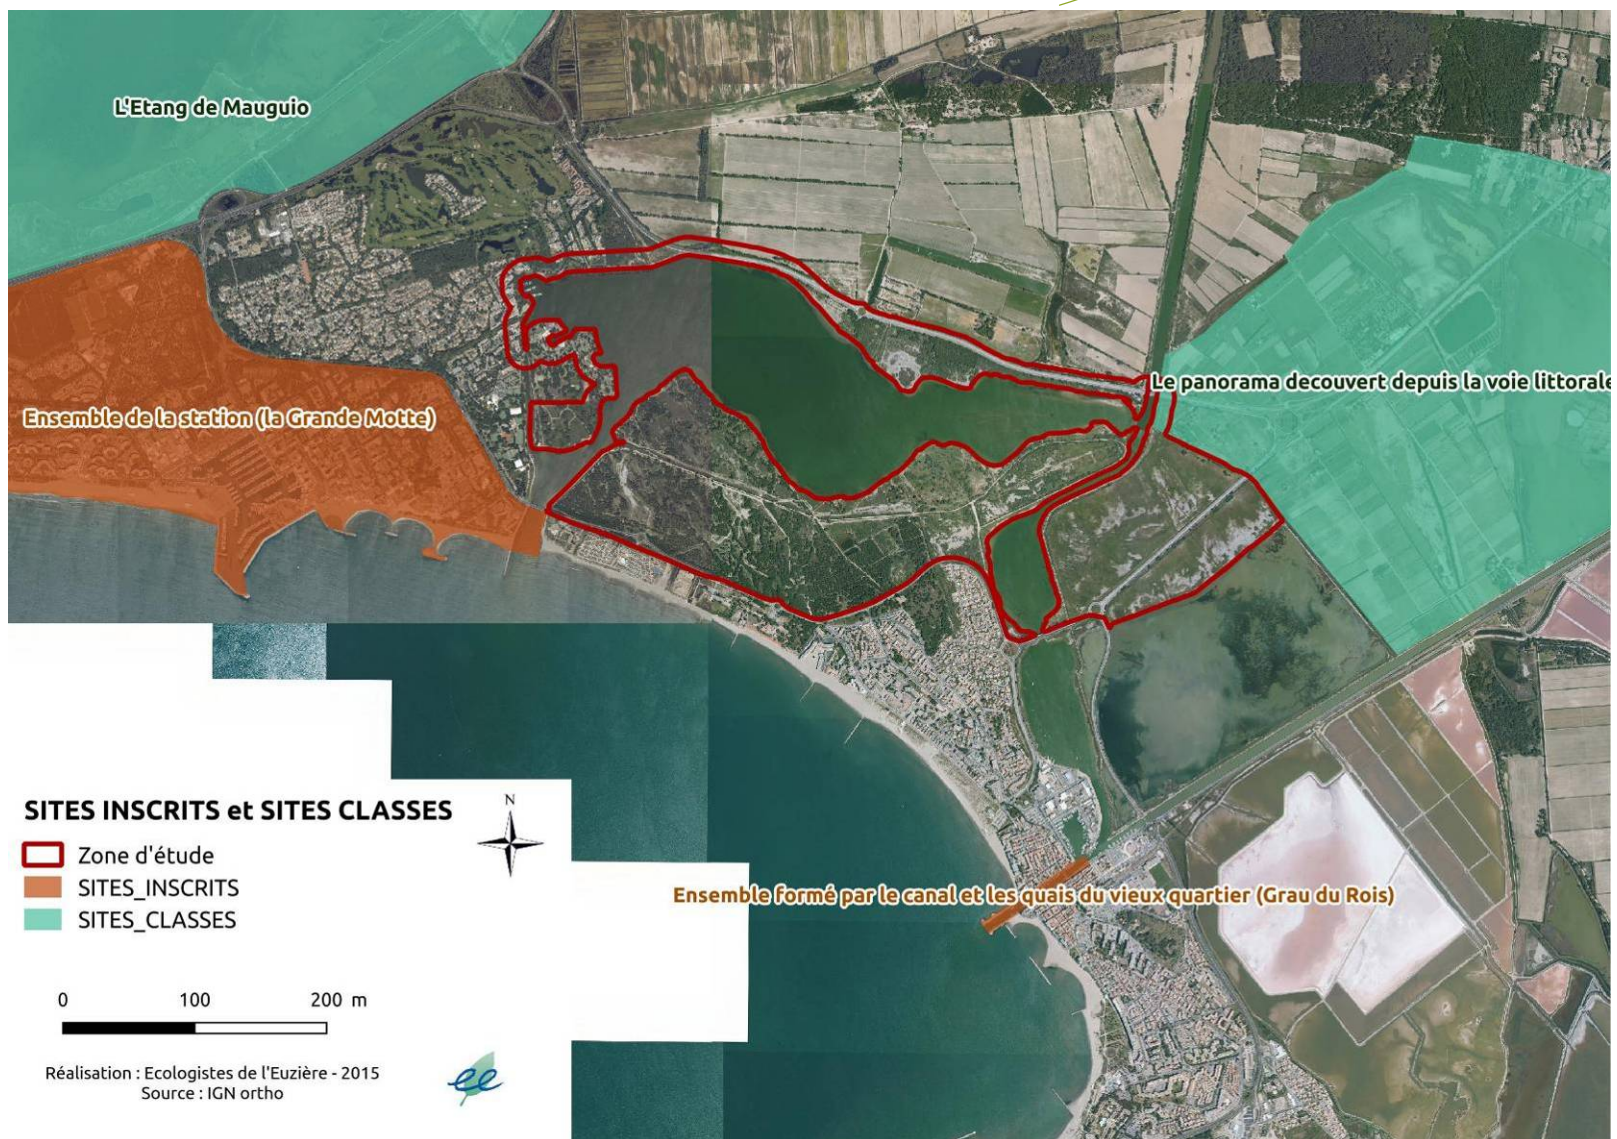 L'Etang de Mauguio
Le panorama decouvert depuis la voie littorale
Ensemble de la station (la Grande Motte)
Ensemble formé par le canal et les quais du vieux quartier (Grau du Rois)
SITES INSCRITS et SITES CLASSES
N
Zone d'étude
SITES_INSCRITS
SITES_CLASSES
0 100 200 m
Réalisation : Ecologistes de l'Euzière - 2015
Source : IGN ortho
ee